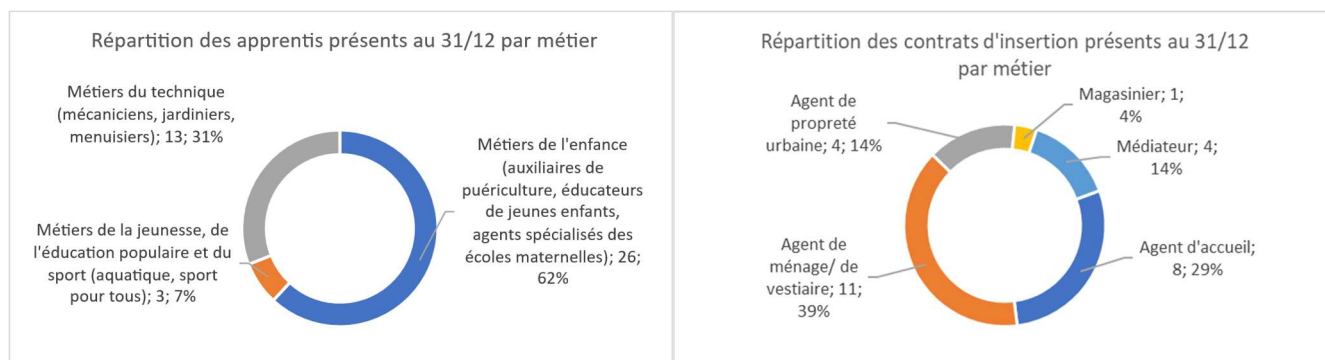 Répartition des apprentis présents au 31/12 par métier
Métiers du technique
(mécaniciens, jardiniers,
menuisiers); 13; 31%
Métiers de l'enfance
(auxiliaires de
puériculture, éducateurs
de jeunes enfants,
agents spécialisés des
écoles maternelles); 26;
62%
Métiers de la jeunesse, de
l'éducation populaire et du
sport (aquatique, sport
pour tous); 3; 7%
Répartition des contrats d'insertion présents au 31/12
par métier
Agent de
propreté
urbaine; 4; 14%
Magasinier; 1;
4%
Médiateur; 4;
14%
Agent de
ménage/ de
vestiaire; 11;
39%
Agent d'accueil;
8; 29%